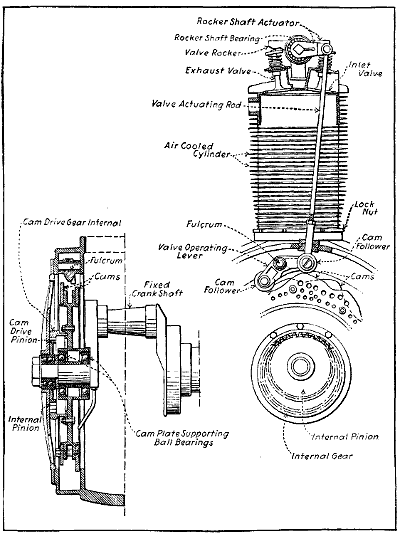 Rocker Shaft Actuator
Rocker Shaft Bearing
Valve Rocker
Exhaust Valve
Inlet
Valve
Valve Actuating Rod
Air Cooled
Cylinder
Lock
Nut
Fulcrum
Cam
Follower
Valve Operating
Lever
Cams
Cam
Follower
Cam Drive Gear Internal
Fulcrum
Cams
Fixed
Crank Shaft
Cam
Drive
Pinion
Internal
Pinion
Cam Plate Supporting
Ball Bearings
Internal Pinion
Internal Gear